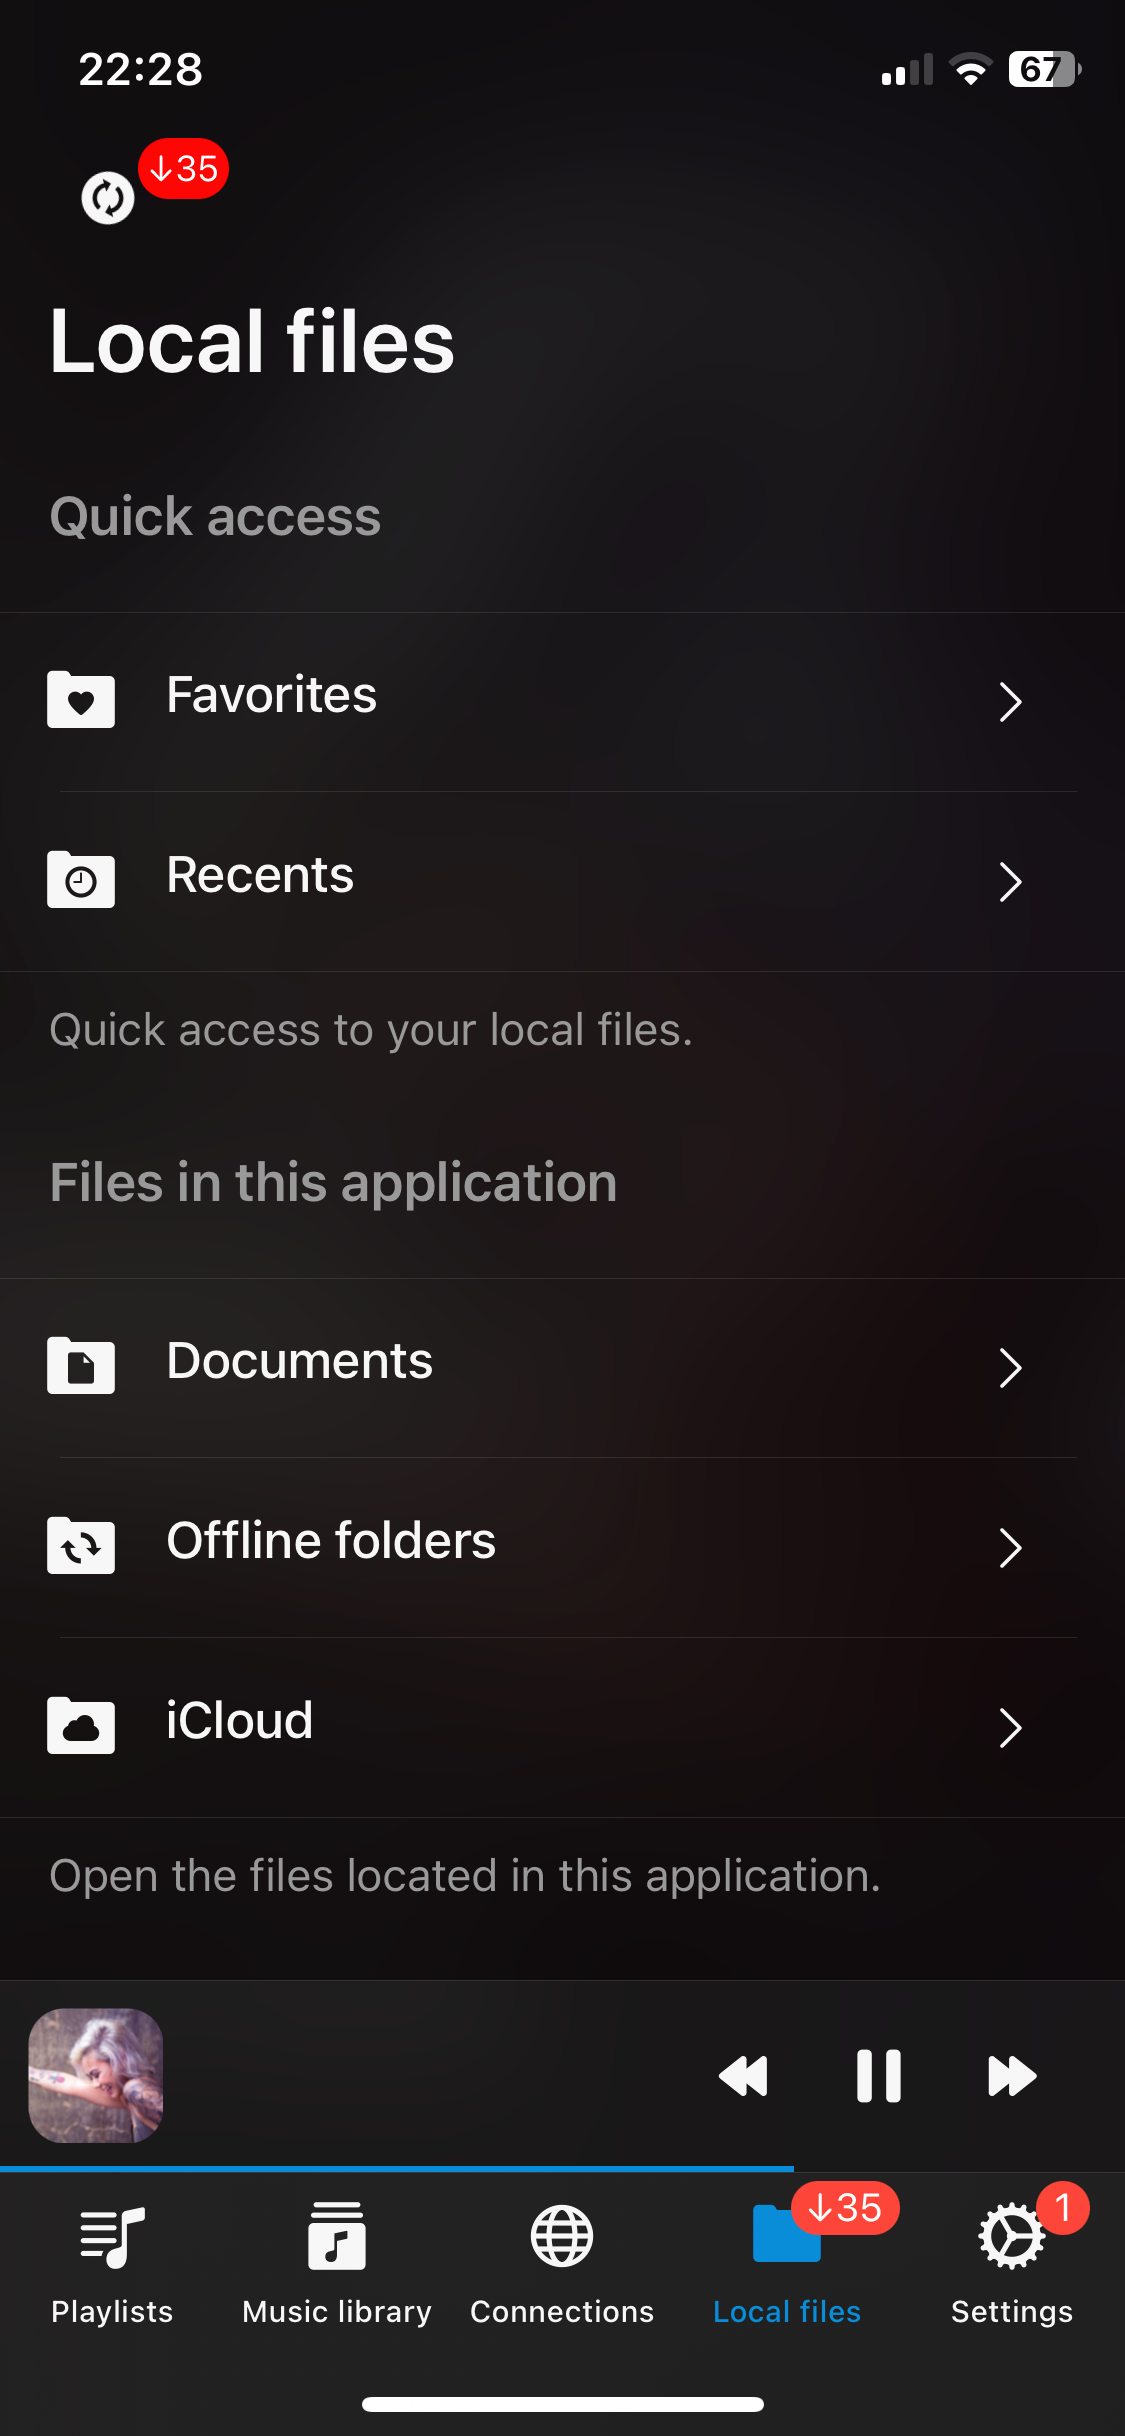 22:28
67
↓35
Local files
Quick access
Favorites
Recents
Quick access to your local files.
Files in this application
Documents
Offline folders
iCloud
Open the files located in this application.
↓35
1
Playlists
Music library
Connections
Local files
Settings